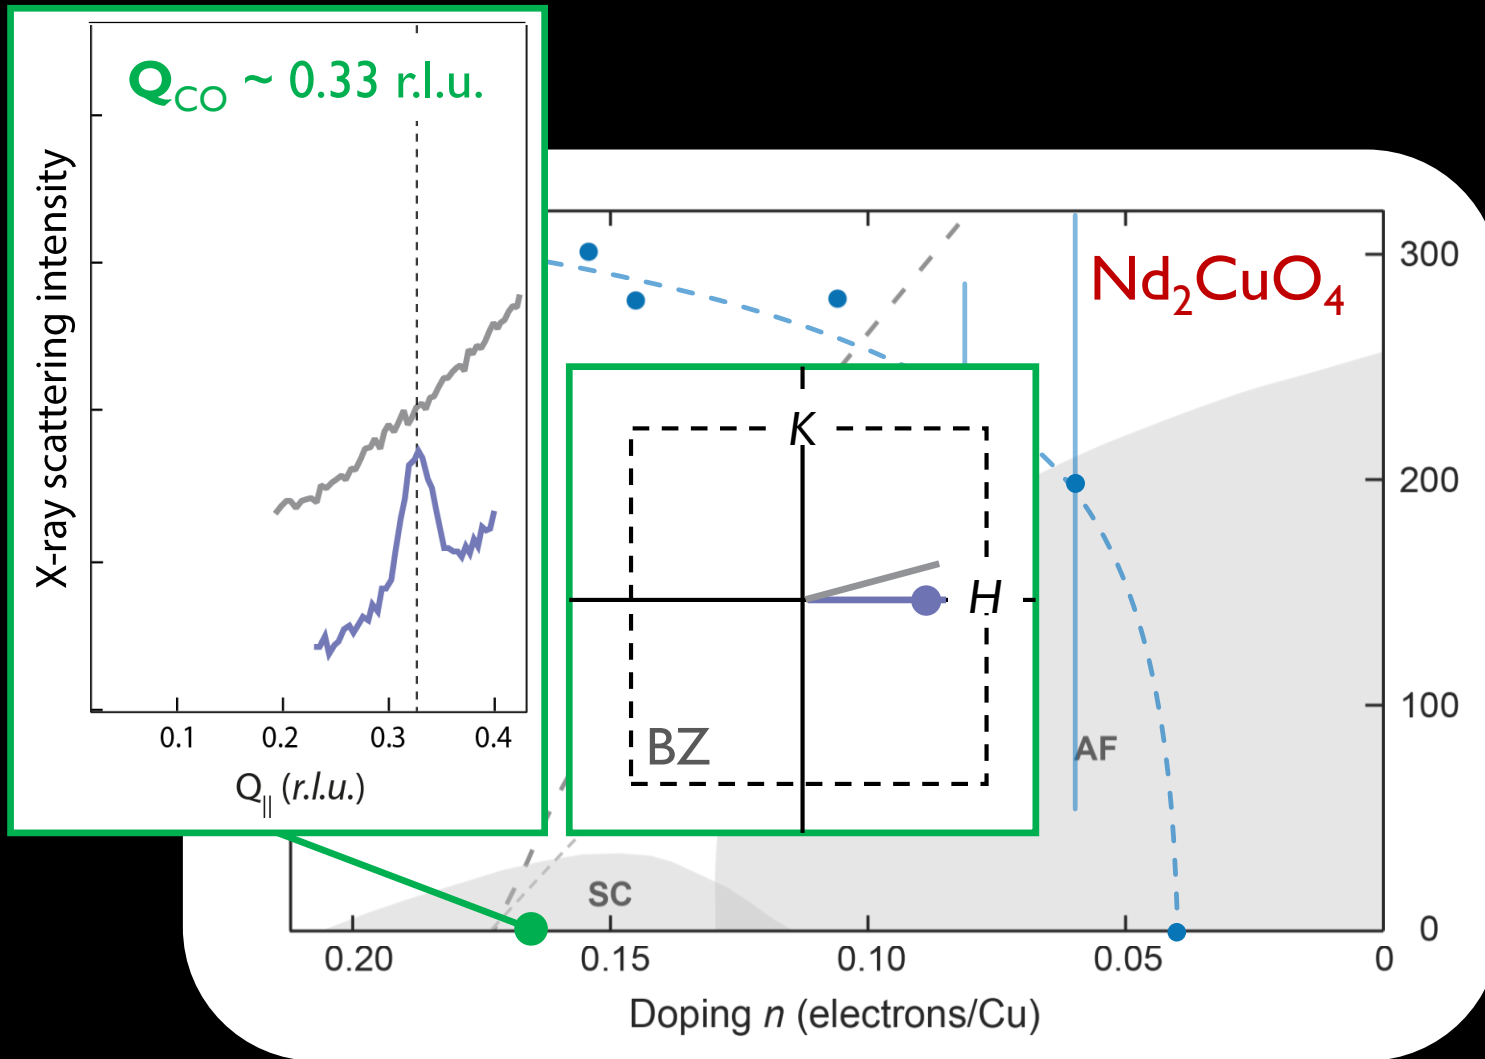 Q_CO ~ 0.33 r.l.u.
X-ray scattering intensity
0.1 0.2 0.3 0.4
Q_|| (r.l.u.)
Nd₂CuO₄
300
200
100
0
K
H
BZ
AF
SC
0.20 0.15 0.10 0.05 0
Doping n (electrons/Cu)